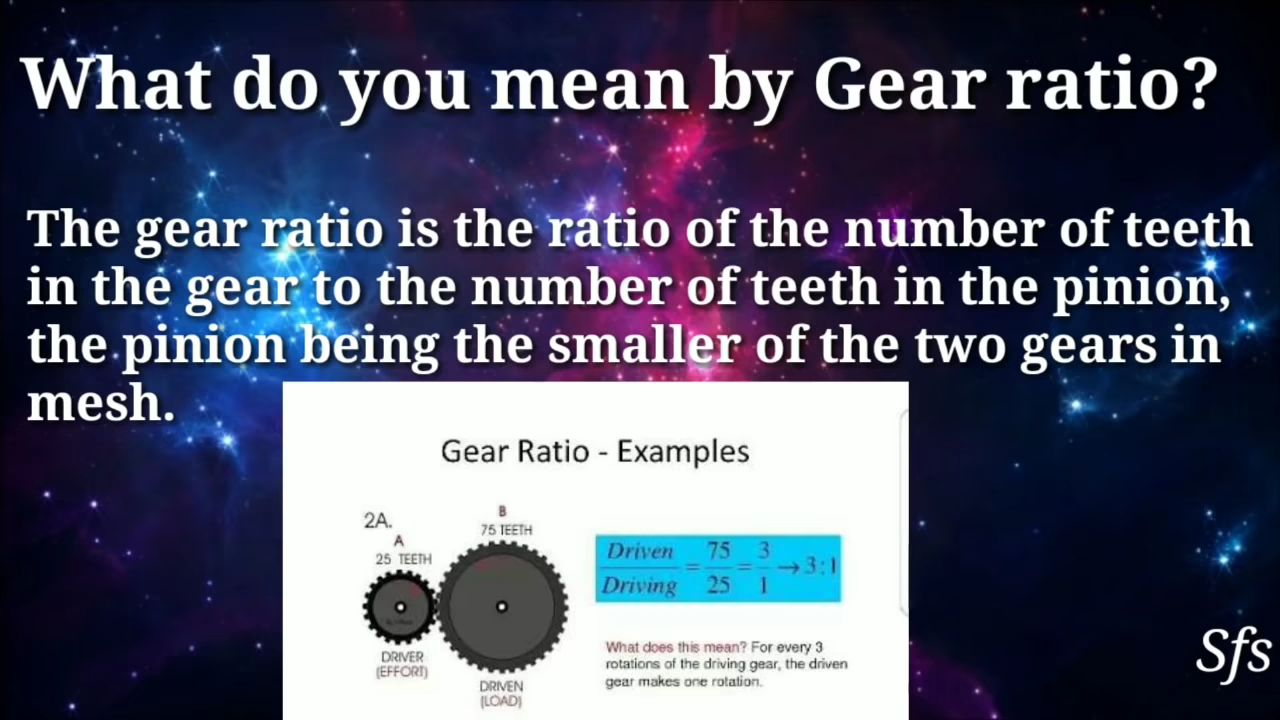 What do you mean by Gear ratio?
The gear ratio is the ratio of the number of teeth
in the gear to the number of teeth in the pinion,
the pinion being the smaller of the two gears in
mesh.
Gear Ratio - Examples
2A.
A
25 TEETH
B
75 TEETH
DRIVER
(EFFORT)
DRIVEN
(LOAD)
Driven/Driving = 75/25 = 3/1 → 3:1
What does this mean? For every 3
rotations of the driving gear, the driven
gear makes one rotation.
Sfs